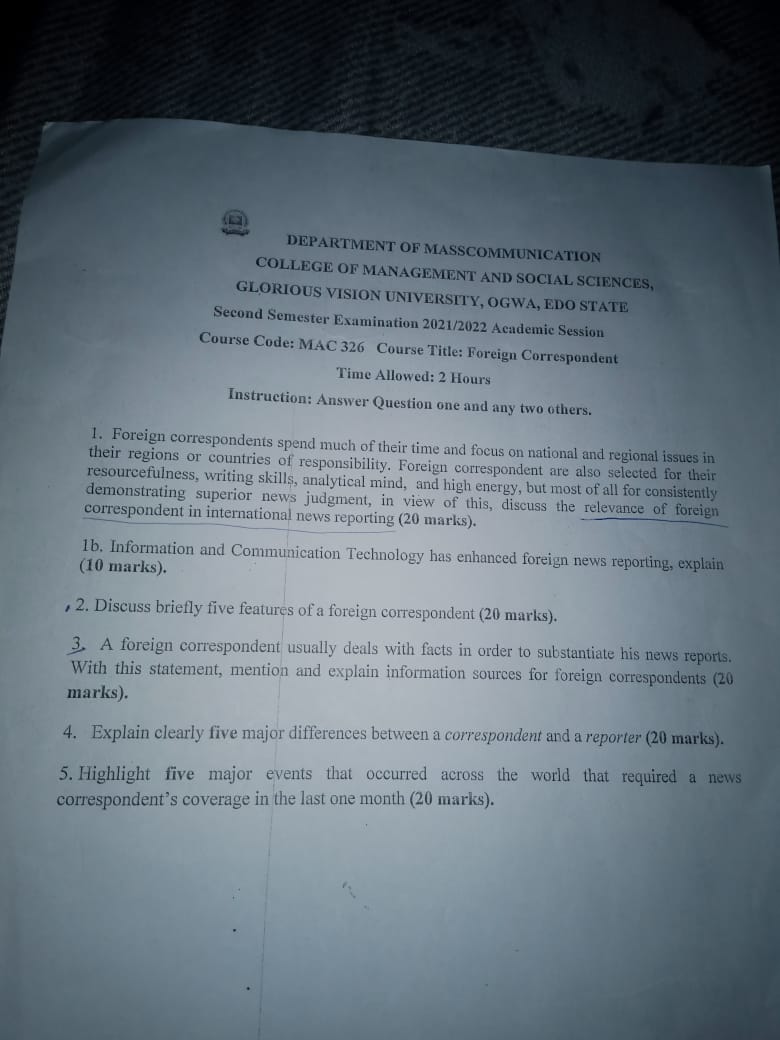 DEPARTMENT OF MASSCOMMUNICATION
COLLEGE OF MANAGEMENT AND SOCIAL SCIENCES,
GLORIOUS VISION UNIVERSITY, OGWA, EDO STATE
Second Semester Examination 2021/2022 Academic Session
Course Code: MAC 326 Course Title: Foreign Correspondent
Time Allowed: 2 Hours
Instruction: Answer Question one and any two others.
1. Foreign correspondents spend much of their time and focus on national and regional issues in
their regions or countries of responsibility. Foreign correspondent are also selected for their
resourcefulness, writing skills, analytical mind, and high energy, but most of all for consistently
demonstrating superior news judgment, in view of this, discuss the relevance of foreign
correspondent in international news reporting (20 marks).
1b. Information and Communication Technology has enhanced foreign news reporting, explain
(10 marks).
2. Discuss briefly five features of a foreign correspondent (20 marks).
3. A foreign correspondent usually deals with facts in order to substantiate his news reports.
With this statement, mention and explain information sources for foreign correspondents (20
marks).
4. Explain clearly five major differences between a correspondent and a reporter (20 marks).
5. Highlight five major events that occurred across the world that required a news
correspondent's coverage in the last one month (20 marks).